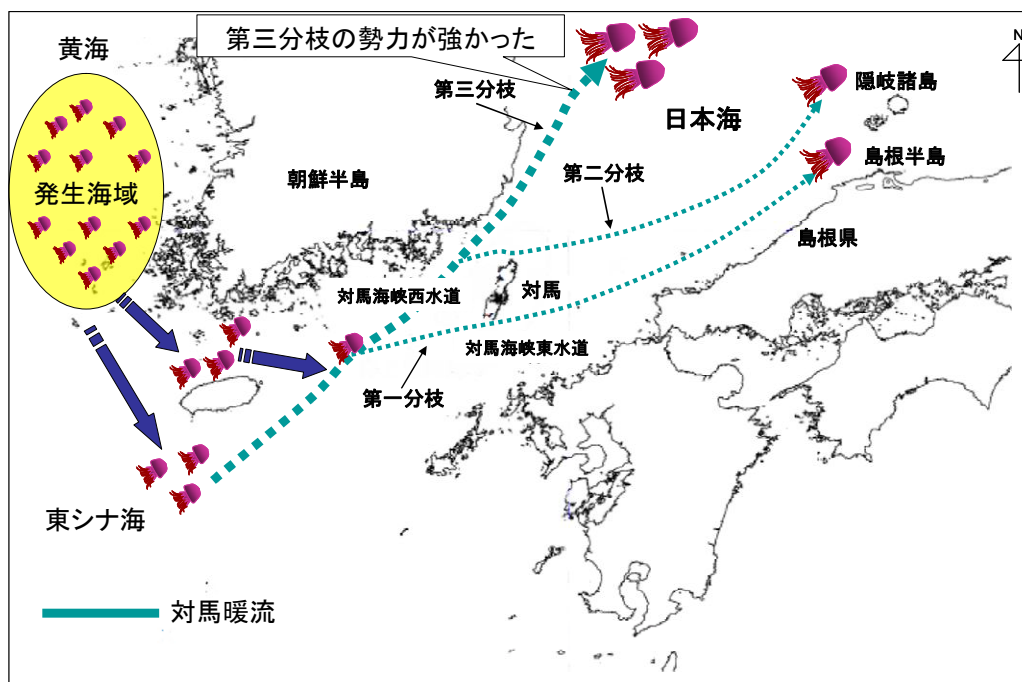 黄海
第三分枝の勢力が強かった
N
第三分枝
隠岐諸島
日本海
島根半島
発生海域
朝鮮半島
第二分枝
島根県
対馬海峡西水道
対馬
対馬海峡東水道
第一分枝
東シナ海
対馬暖流